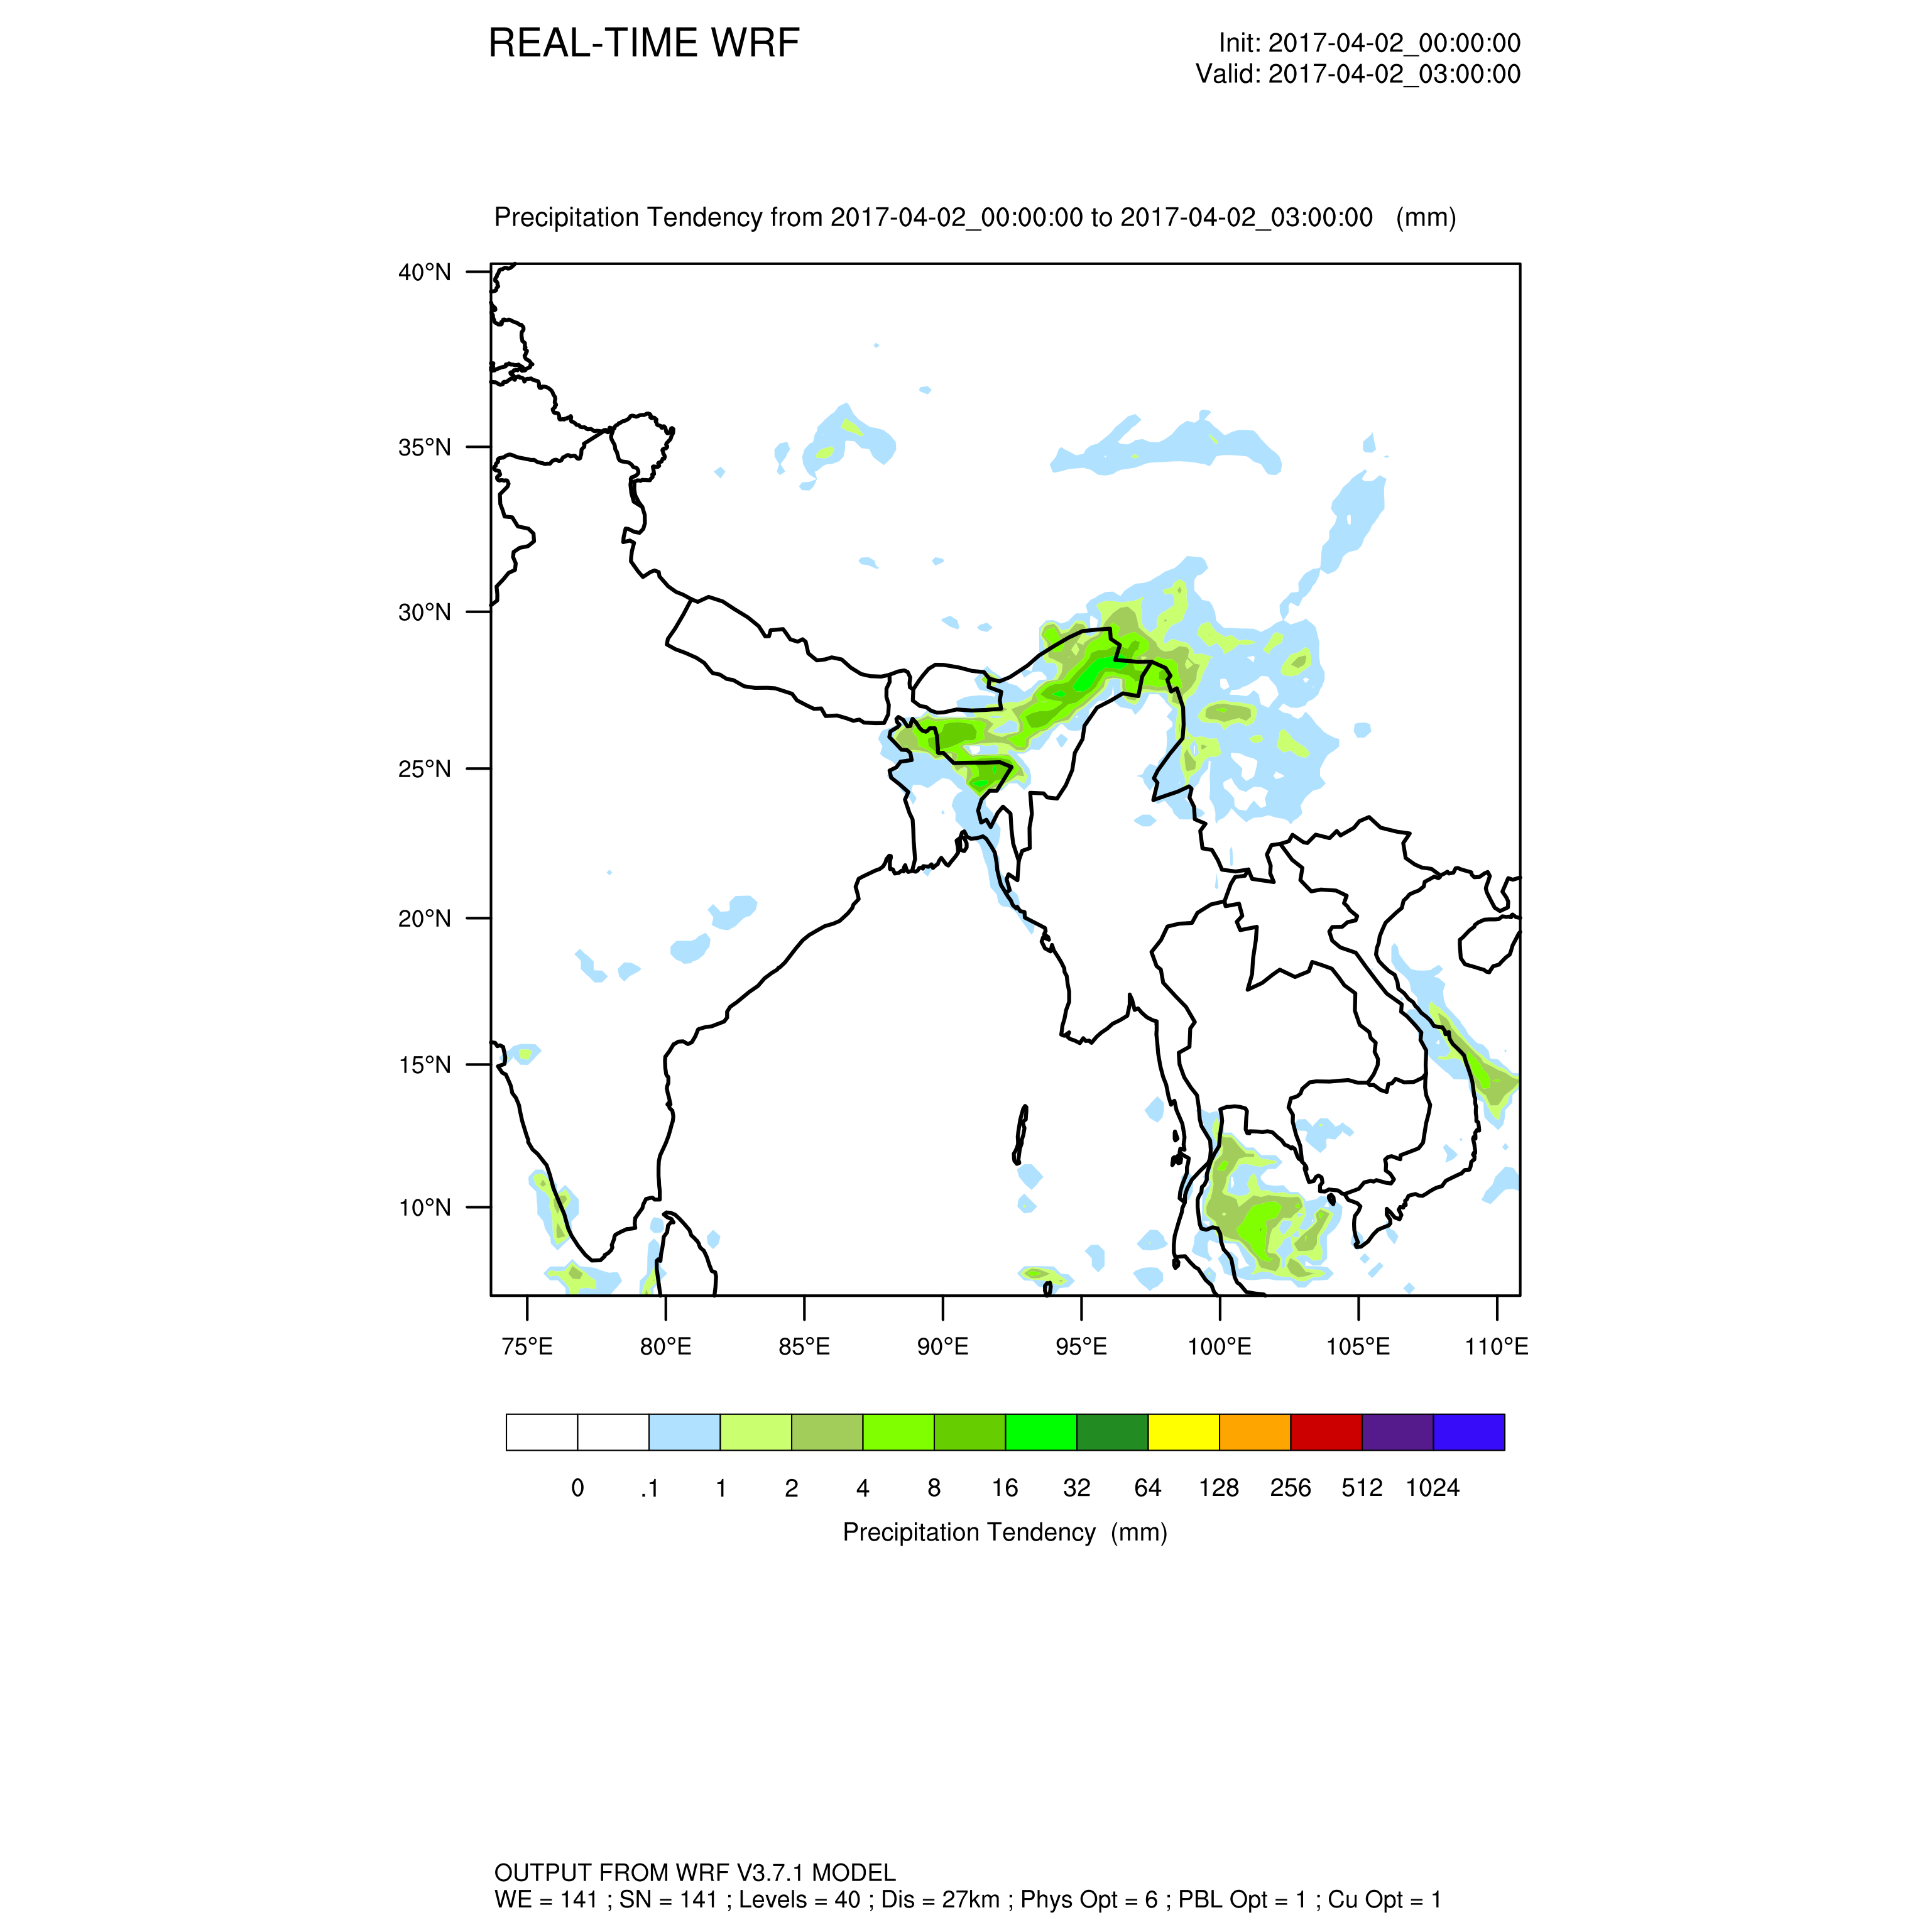 REAL-TIME WRF
Init: 2017-04-02_00:00:00
Valid: 2017-04-02_03:00:00
Precipitation Tendency from 2017-04-02_00:00:00 to 2017-04-02_03:00:00 (mm)
40°N
35°N
30°N
25°N
20°N
15°N
10°N
75°E 80°E 85°E 90°E 95°E 100°E 105°E 110°E
0 .1 1 2 4 8 16 32 64 128 256 512 1024
Precipitation Tendency (mm)
OUTPUT FROM WRF V3.7.1 MODEL
WE = 141 ; SN = 141 ; Levels = 40 ; Dis = 27km ; Phys Opt = 6 ; PBL Opt = 1 ; Cu Opt = 1